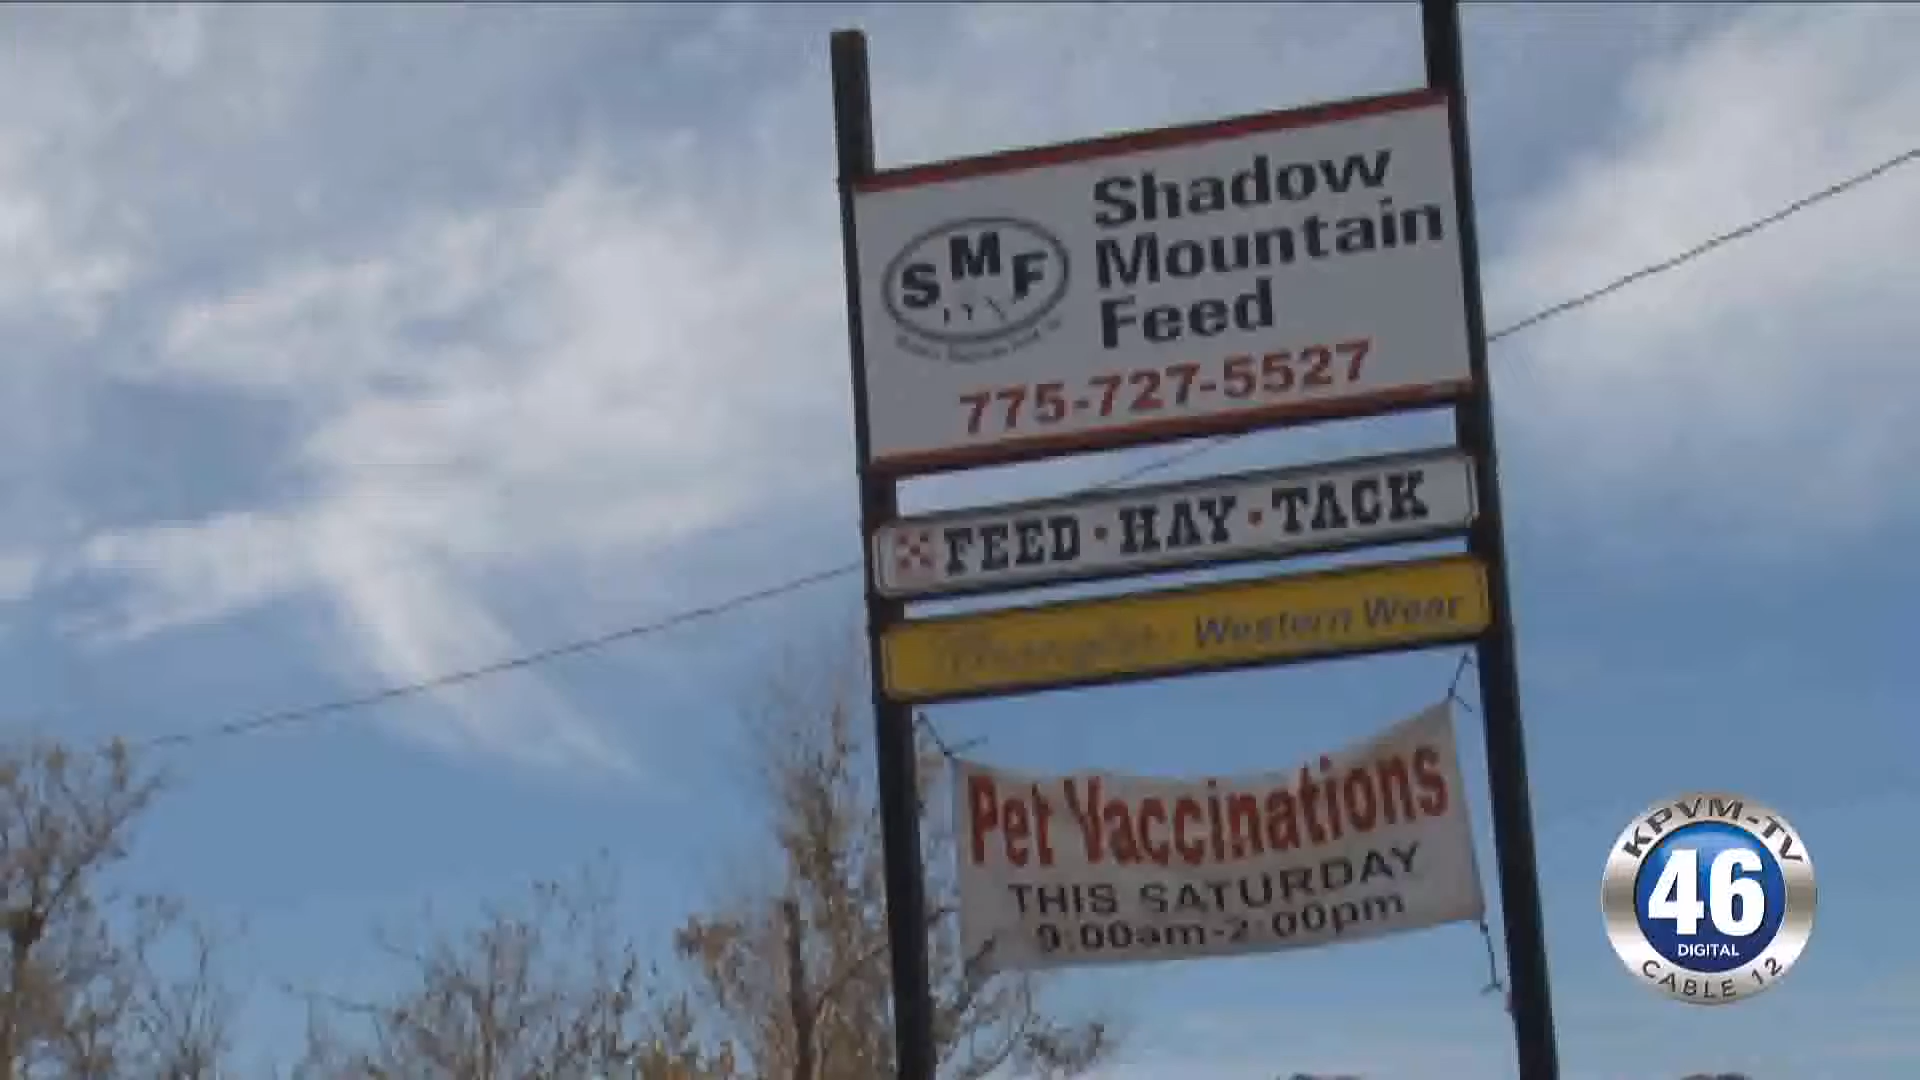 Shadow
Mountain
Feed
SMF
775-727-5527
FEED · HAY · TACK
Wrangler Western Wear
Pet Vaccinations
THIS SATURDAY
9:00am-2:00pm
KPVM-TV
46
DIGITAL
CABLE 12